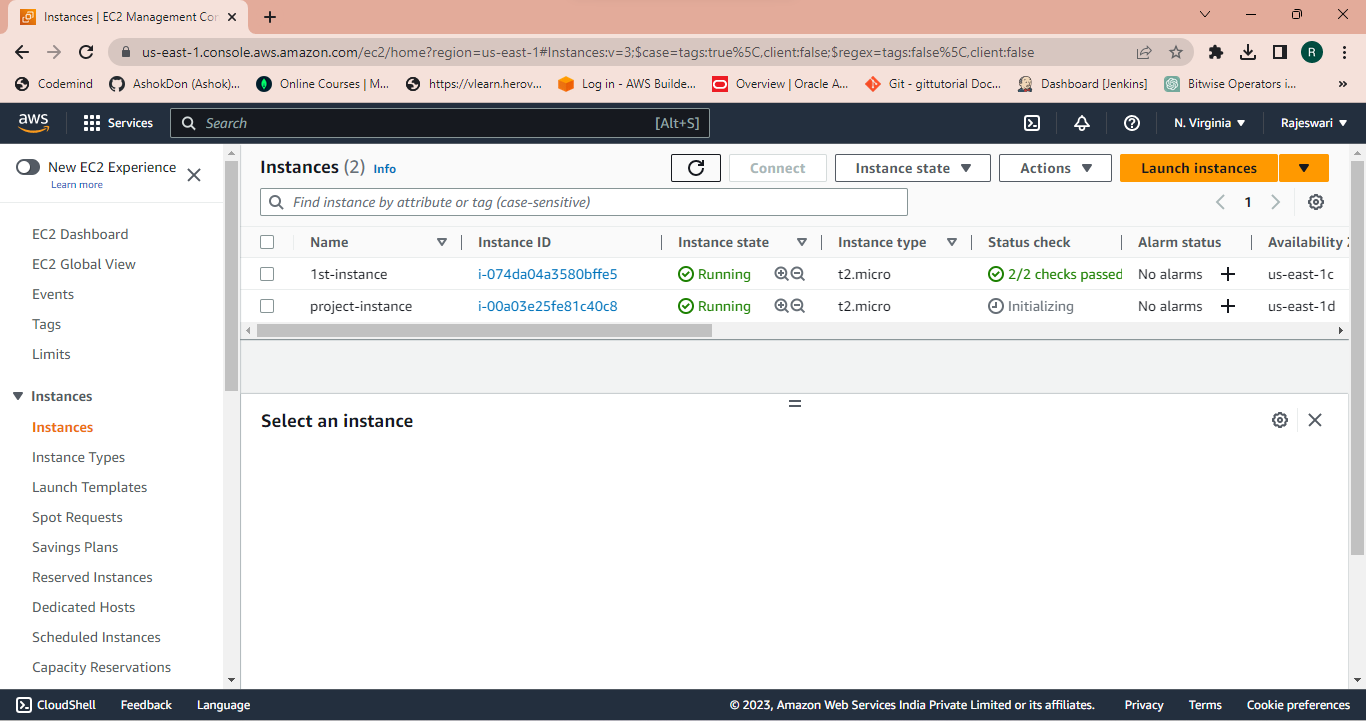 Instances | EC2 Management Con
us-east-1.console.aws.amazon.com/ec2/home?region=us-east-1#Instances:v=3;$case=tags:true%5C,client:false;$regex=tags:false%5C,client:false
R
Codemind AshokDon (Ashok)... Online Courses | M... https://vlearn.herov... Log in - AWS Builde... Overview | Oracle A... Git - gittutorial Doc... Dashboard [Jenkins] Bitwise Operators i... »
aws Services Search [Alt+S] N. Virginia Rajeswari
New EC2 Experience
Learn more
EC2 Dashboard
EC2 Global View
Events
Tags
Limits
Instances
Instances
Instance Types
Launch Templates
Spot Requests
Savings Plans
Reserved Instances
Dedicated Hosts
Scheduled Instances
Capacity Reservations
Instances (2) Info Connect Instance state Actions Launch instances
Find instance by attribute or tag (case-sensitive) 1
Name Instance ID Instance state Instance type Status check Alarm status Availability
1st-instance i-074da04a3580bffe5 Running t2.micro 2/2 checks passed No alarms + us-east-1c
project-instance i-00a03e25fe81c40c8 Running t2.micro Initializing No alarms + us-east-1d
Select an instance
CloudShell Feedback Language © 2023, Amazon Web Services India Private Limited or its affiliates. Privacy Terms Cookie preferences